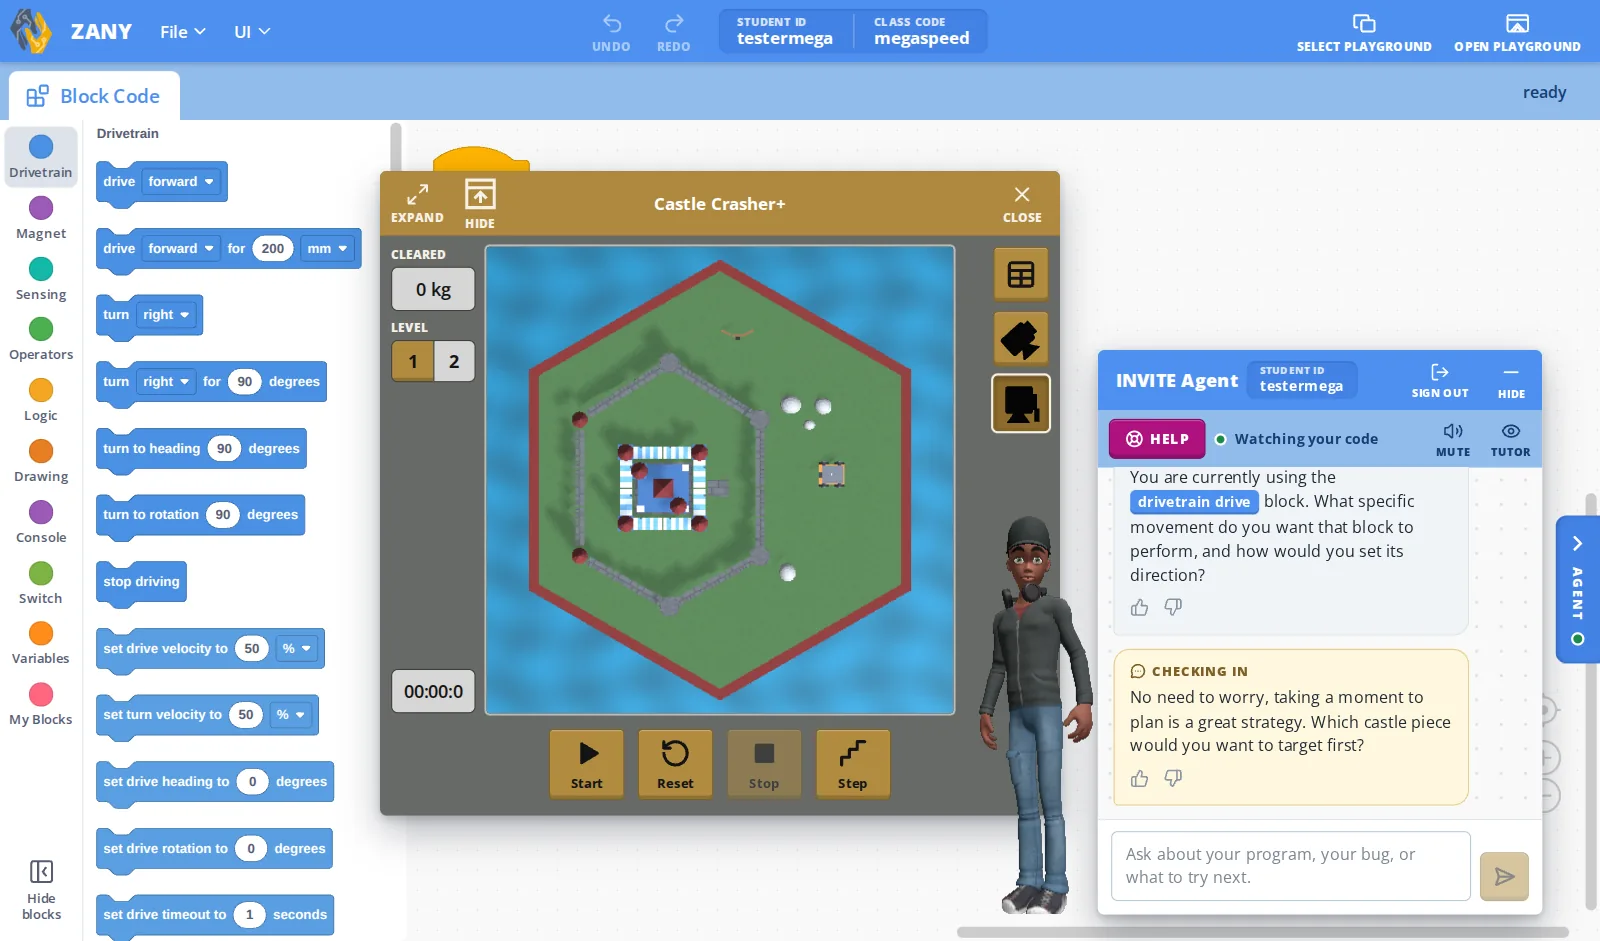 ZANY
File
UI
UNDO
REDO
STUDENT ID
testermega
CLASS CODE
megaspeed
SELECT PLAYGROUND
OPEN PLAYGROUND
Block Code
ready
Drivetrain
Magnet
Sensing
Operators
Logic
Drawing
Console
Switch
Variables
My Blocks
Hide
blocks
Drivetrain
drive forward
drive forward for 200 mm
turn right
turn right for 90 degrees
turn to heading 90 degrees
turn to rotation 90 degrees
stop driving
set drive velocity to 50 %
set turn velocity to 50 %
set drive heading to 0 degrees
set drive rotation to 0 degrees
set drive timeout to 1 seconds
EXPAND
HIDE
Castle Crasher+
CLOSE
CLEARED
0 kg
LEVEL
1 2
00:00:0
Start
Reset
Stop
Step
INVITE Agent
STUDENT ID
testermega
SIGN OUT
HIDE
HELP
Watching your code
MUTE
TUTOR
You are currently using the
drivetrain drive block. What specific
movement do you want that block to
perform, and how would you set its
direction?
CHECKING IN
No need to worry, taking a moment to
plan is a great strategy. Which castle piece
would you want to target first?
Ask about your program, your bug, or
what to try next.
AGENT